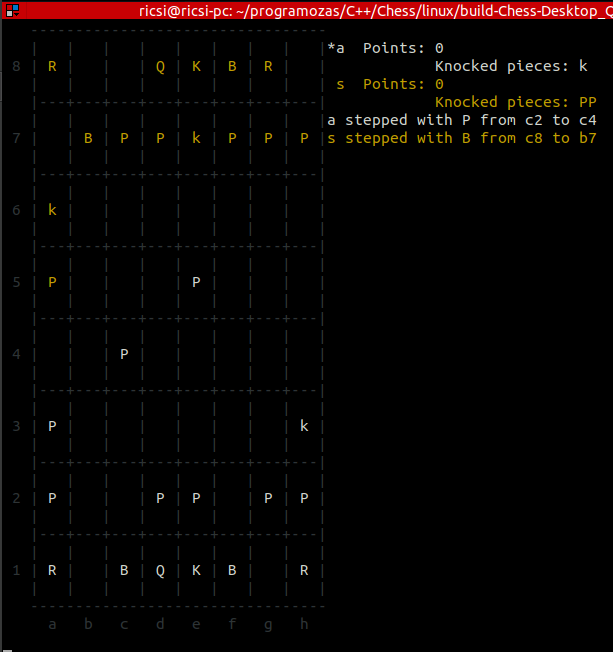 ricsi@ricsi-pc: ~/programozas/C++/Chess/linux/build-Chess-Desktop_Q
*a Points: 0
Knocked pieces: k
s Points: 0
Knocked pieces: PP
a stepped with P from c2 to c4
s stepped with B from c8 to b7
8 R Q K B R
7 B P P k P P P
6 k
5 P P
4 P
3 P k
2 P P P P P
1 R B Q K B R
a b c d e f g h